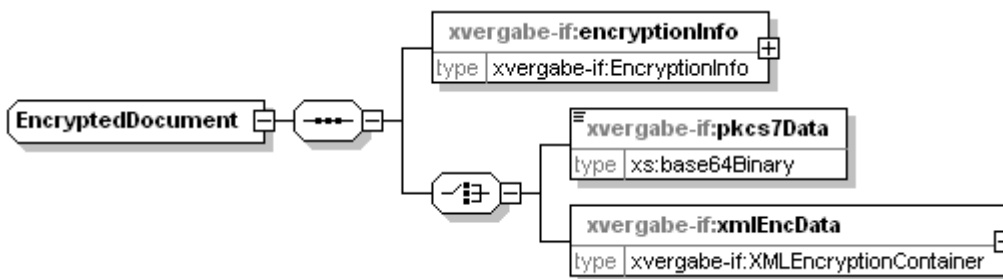 xvergabe-if:encryptionInfo
type xvergabe-if:EncryptionInfo
EncryptedDocument
xvergabe-if:pkcs7Data
type xs:base64Binary
xvergabe-if:xmlEncData
type xvergabe-if:XMLEncryptionContainer